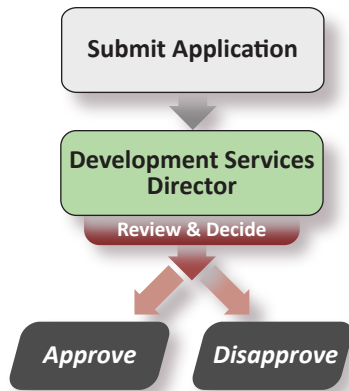 Submit Application
Development Services
Director
Review & Decide
Approve
Disapprove